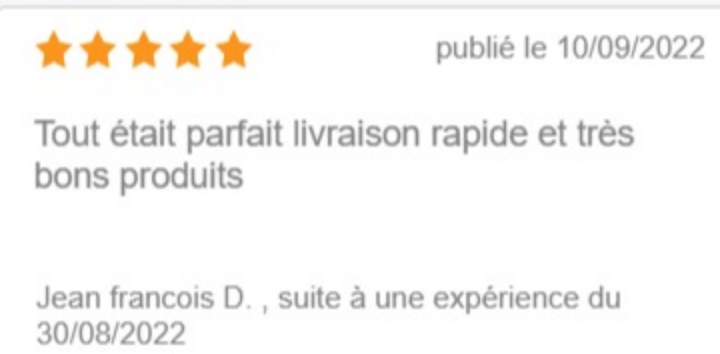 publié le 10/09/2022
Tout était parfait livraison rapide et très
bons produits
Jean francois D. , suite à une expérience du
30/08/2022